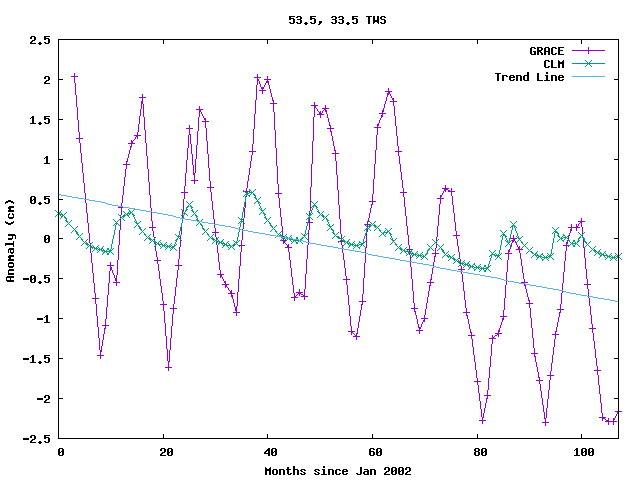 53.5, 33.5 TWS
GRACE
CLM
Trend Line
2.5
2
1.5
1
0.5
0
-0.5
-1
-1.5
-2
-2.5
Anomaly (cm)
0 20 40 60 80 100
Months since Jan 2002